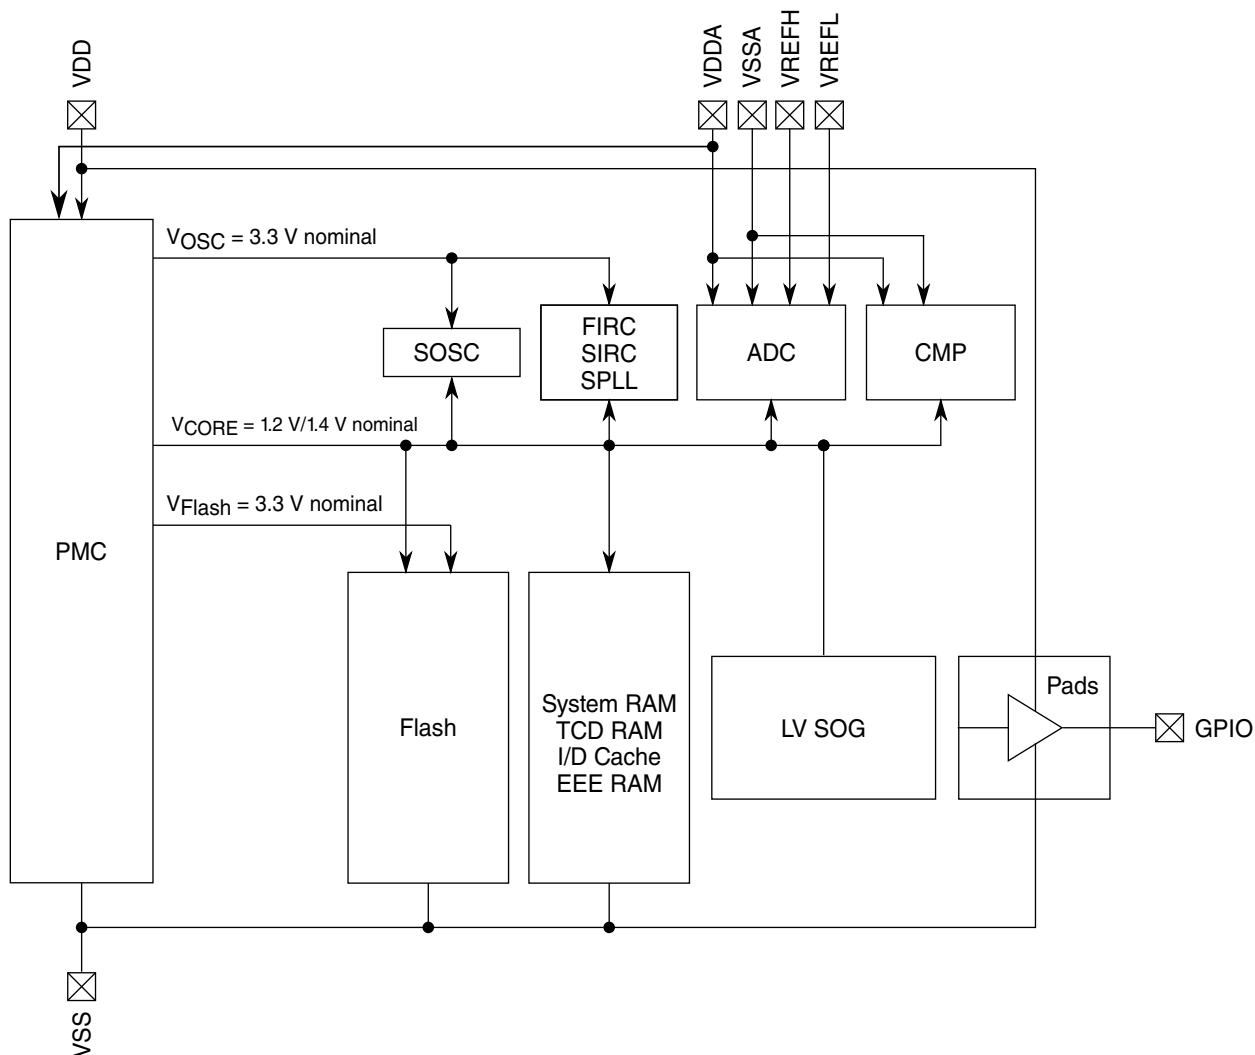 VDD
VDDA
VSSA
VREFH
VREFL
VOSC = 3.3 V nominal
SOSC
FIRC
SIRC
SPLL
ADC
CMP
VCORE = 1.2 V/1.4 V nominal
VFlash = 3.3 V nominal
PMC
Flash
System RAM
TCD RAM
I/D Cache
EEE RAM
LV SOG
Pads
GPIO
VSS